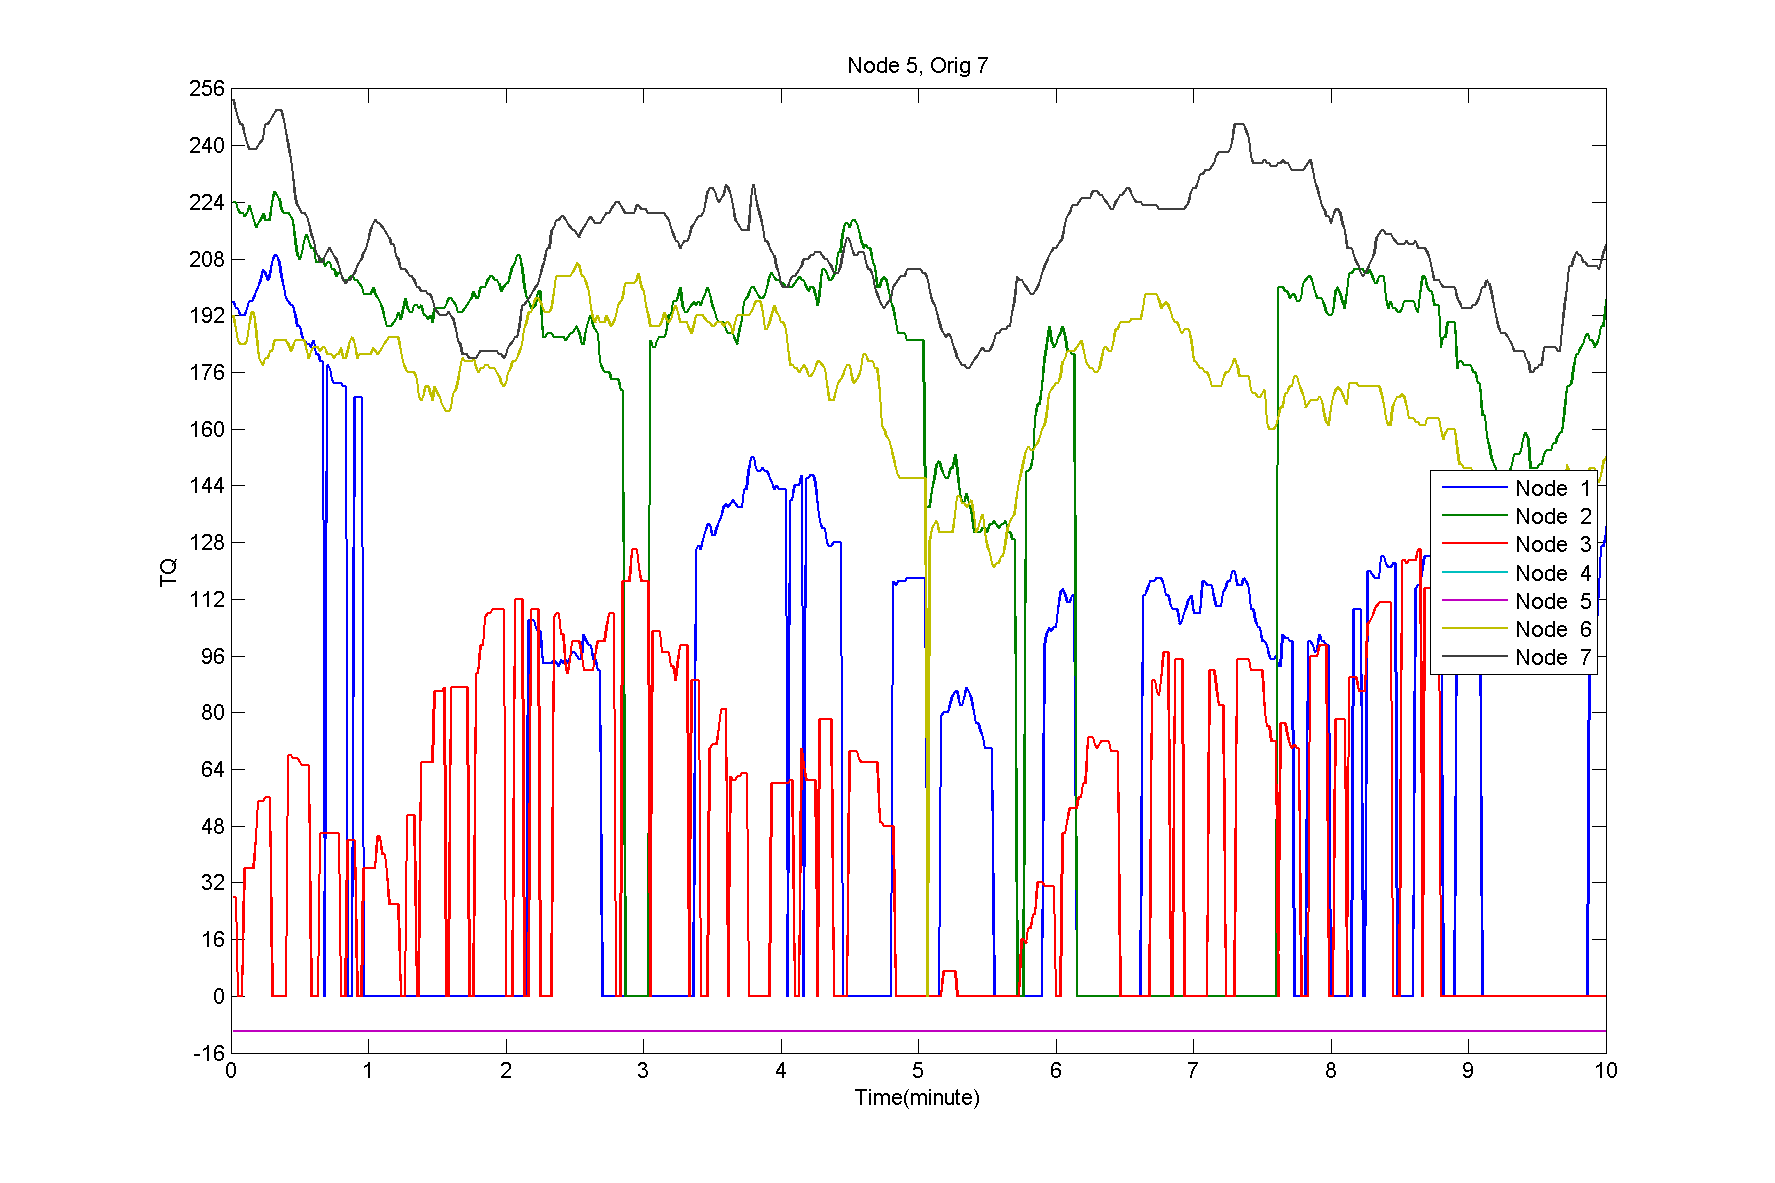 Node 5, Orig 7
256
240
224
208
192
176
160
144
128
112
96
80
64
48
32
16
0
-16
TQ
0 1 2 3 4 5 6 7 8 9 10
Time(minute)
Node 1
Node 2
Node 3
Node 4
Node 5
Node 6
Node 7